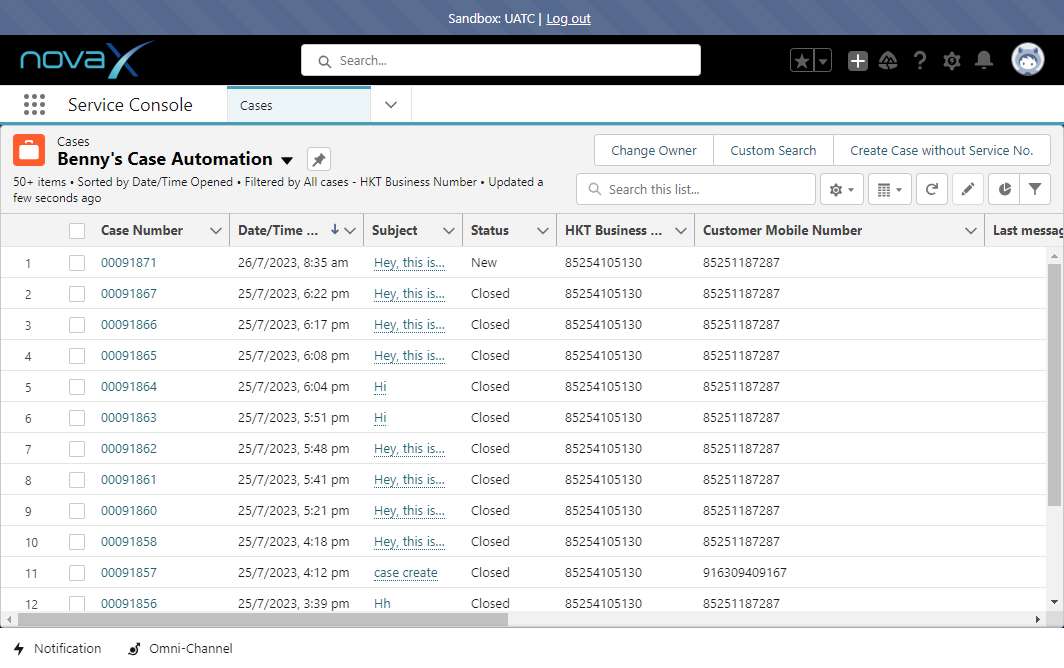 Sandbox: UATC | Log out
novaX
Search...
Service Console
Cases
Cases
Benny's Case Automation
Change Owner
Custom Search
Create Case without Service No.
50+ items • Sorted by Date/Time Opened • Filtered by All cases - HKT Business Number • Updated a
few seconds ago
Search this list...
Case Number Date/Time ... Subject Status HKT Business ... Customer Mobile Number Last messag
1 00091871 26/7/2023, 8:35 am Hey, this is... New 85254105130 85251187287
2 00091867 25/7/2023, 6:22 pm Hey, this is... Closed 85254105130 85251187287
3 00091866 25/7/2023, 6:17 pm Hey, this is... Closed 85254105130 85251187287
4 00091865 25/7/2023, 6:08 pm Hey, this is... Closed 85254105130 85251187287
5 00091864 25/7/2023, 6:04 pm Hi Closed 85254105130 85251187287
6 00091863 25/7/2023, 5:51 pm Hi Closed 85254105130 85251187287
7 00091862 25/7/2023, 5:48 pm Hey, this is... Closed 85254105130 85251187287
8 00091861 25/7/2023, 5:41 pm Hey, this is... Closed 85254105130 85251187287
9 00091860 25/7/2023, 5:21 pm Hey, this is... Closed 85254105130 85251187287
10 00091858 25/7/2023, 4:18 pm Hey, this is... Closed 85254105130 85251187287
11 00091857 25/7/2023, 4:12 pm case create Closed 85254105130 916309409167
12 00091856 25/7/2023, 3:39 pm Hh Closed 85254105130 85251187287
Notification
Omni-Channel